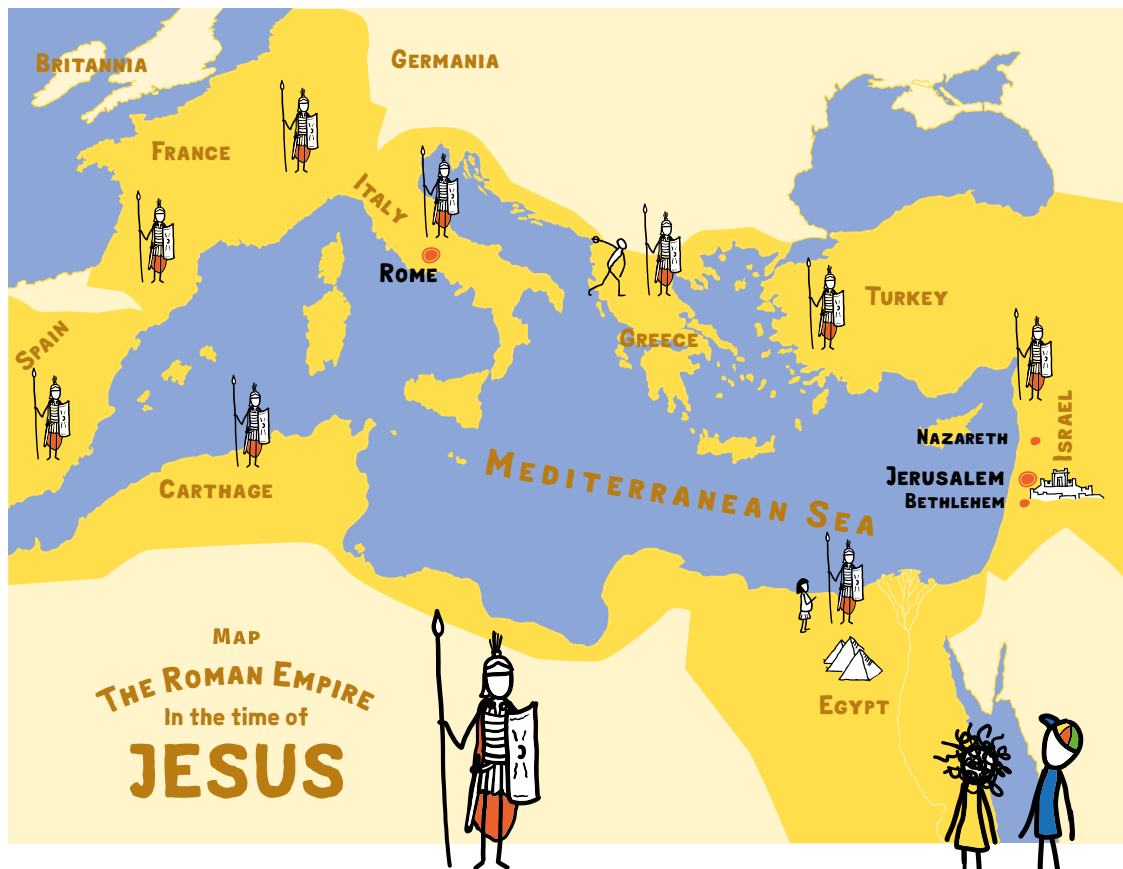 Britannia
Germania
France
Italy
Rome
Spain
Greece
Turkey
Israel
Nazareth
Jerusalem
Bethlehem
Carthage
Mediterranean Sea
Egypt
Map
The Roman Empire
In the time of
JESUS